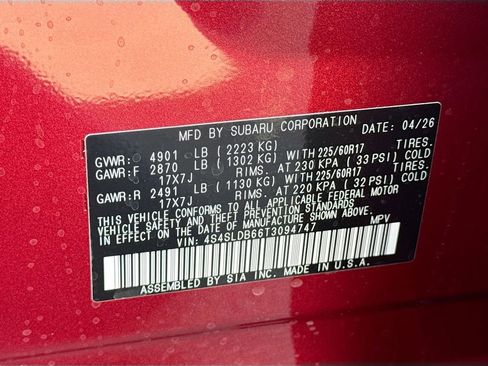 MFD BY SUBARU CORPORATION DATE: 04/26
GVWR: 4901 LB (2223 KG)
GAWR:F 2870 LB (1302 KG) WITH 225/60R17 TIRES.
17X7J RIMS. AT 230 KPA (33 PSI) COLD
GAWR:R 2491 LB (1130 KG) WITH 225/60R17 TIRES.
17X7J RIMS. AT 220 KPA (32 PSI) COLD
THIS VEHICLE CONFORMS TO ALL APPLICABLE FEDERAL MOTOR
VEHICLE SAFETY AND THEFT PREVENTION STANDARDS IN EFFECT ON THE DATE OF MANUFACTURE SHOWN ABOVE.
VIN: 4S4SLDB66T3094747 MPV
ASSEMBLED BY SIA INC. MADE IN U.S.A.